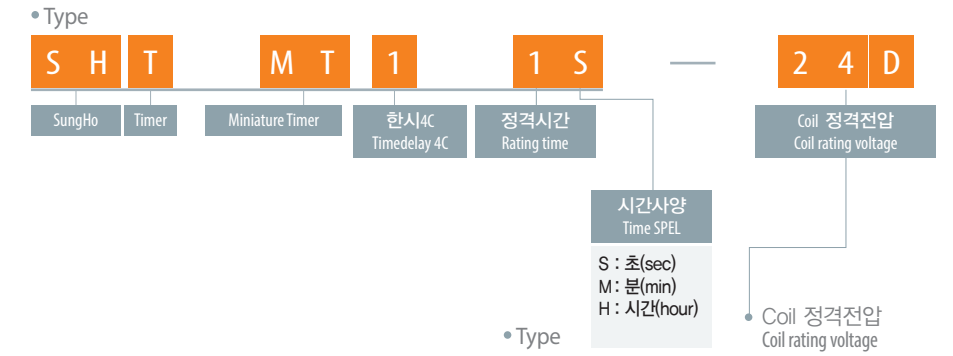 Type
S H T M T 1 1 S — 2 4 D
SungHo
Timer
Miniature Timer
한시4C
Timedelay 4C
정격시간
Rating time
Coil 정격전압
Coil rating voltage
시간사양
Time SPEL
S : 초(sec)
M : 분(min)
H : 시간(hour)
Type
Coil 정격전압
Coil rating voltage